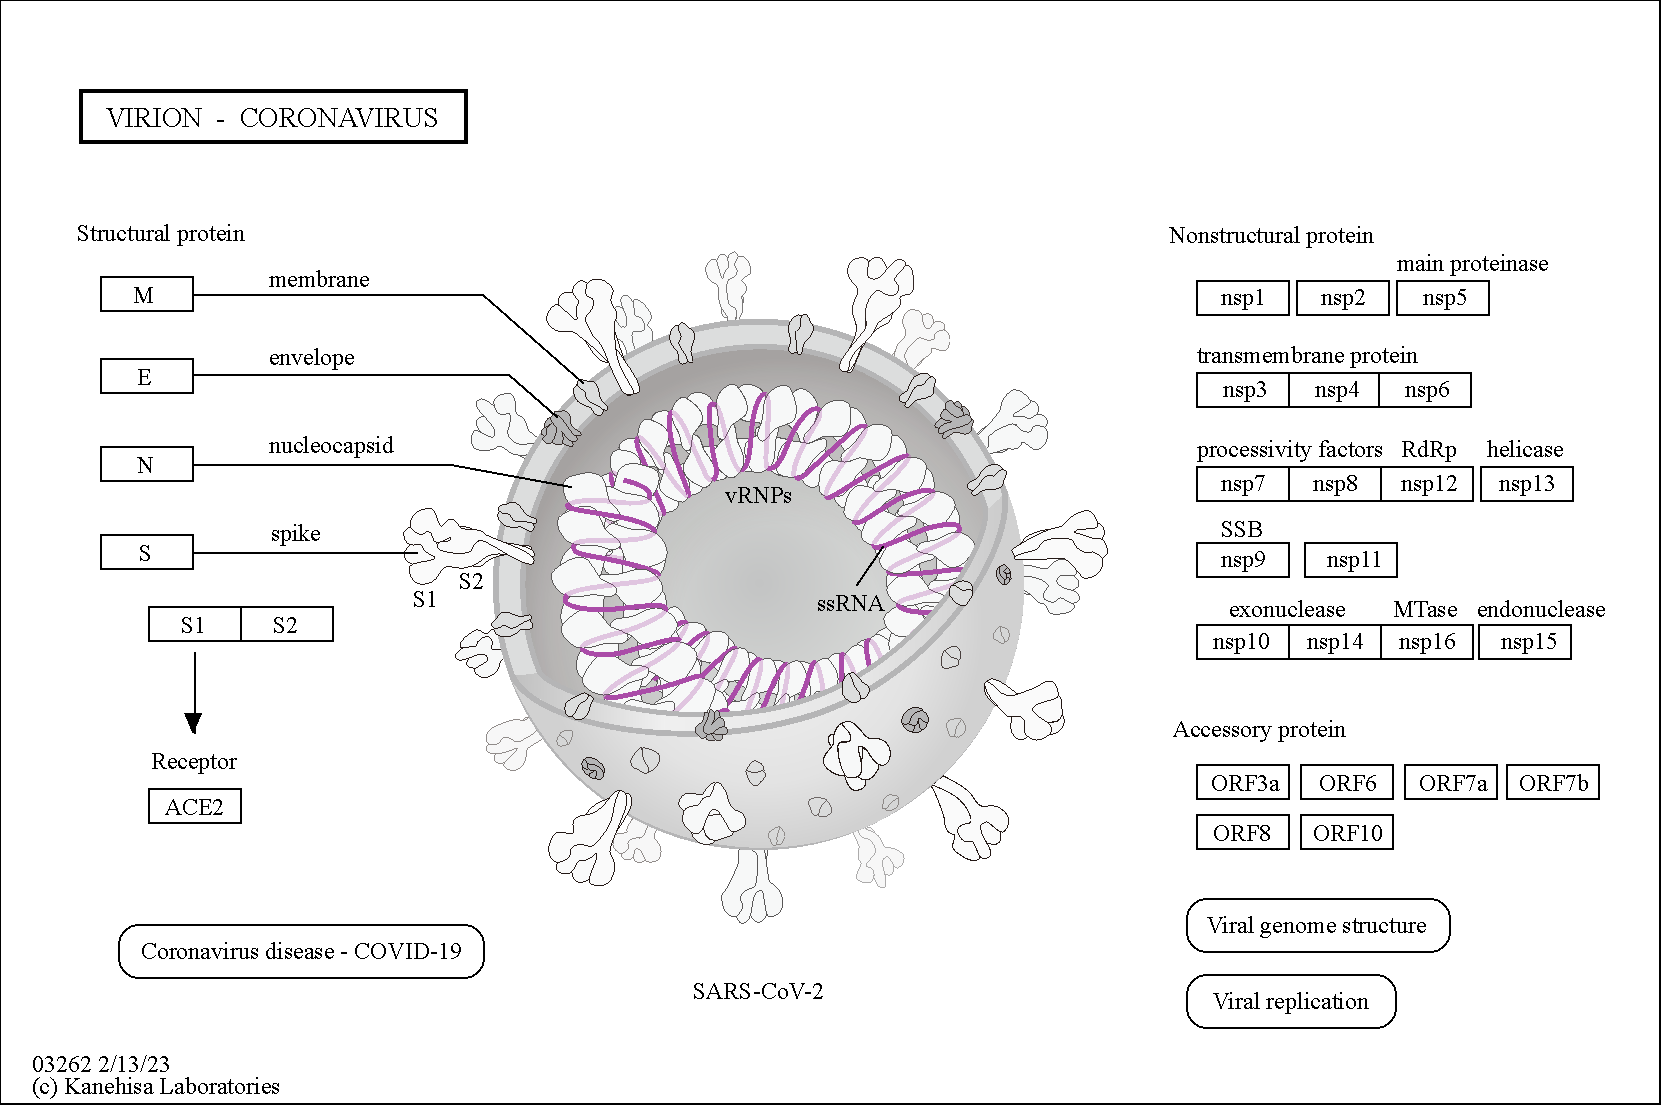 VIRION - CORONAVIRUS
Structural protein
M
membrane
E
envelope
N
nucleocapsid
S
spike
S1
S2
S1
S2
Receptor
ACE2
vRNPs
ssRNA
Coronavirus disease - COVID-19
SARS-CoV-2
Nonstructural protein
main proteinase
nsp1 nsp2 nsp5
transmembrane protein
nsp3 nsp4 nsp6
processivity factors RdRp helicase
nsp7 nsp8 nsp12 nsp13
SSB
nsp9 nsp11
exonuclease MTase endonuclease
nsp10 nsp14 nsp16 nsp15
Accessory protein
ORF3a ORF6 ORF7a ORF7b
ORF8 ORF10
Viral genome structure
Viral replication
03262 2/13/23
(c) Kanehisa Laboratories